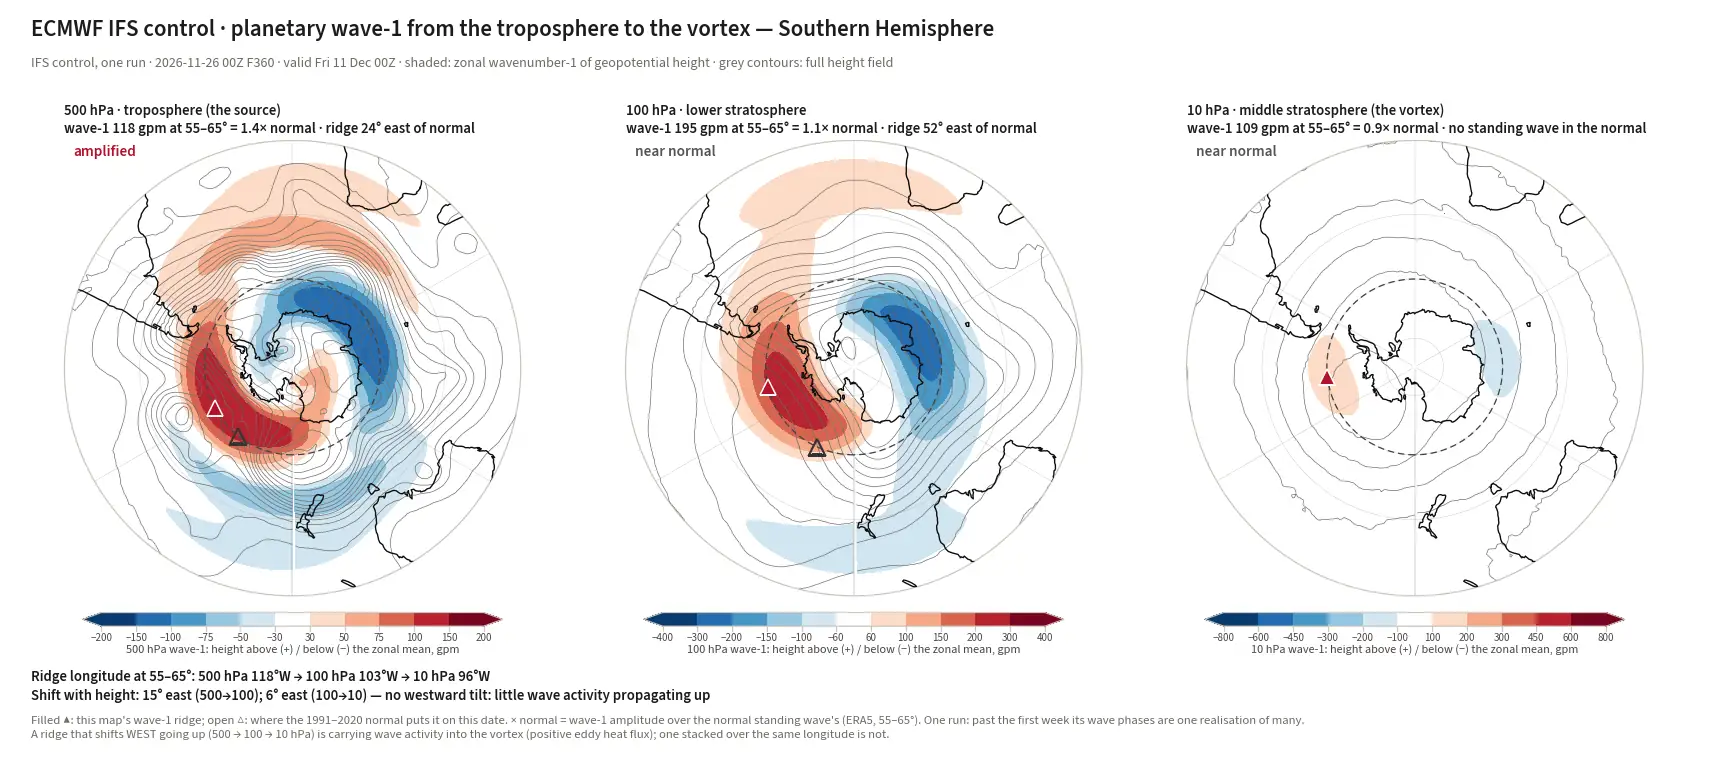 ECMWF IFS control · planetary wave-1 from the troposphere to the vortex — Southern Hemisphere
IFS control, one run · 2026-11-26 00Z F360 · valid Fri 11 Dec 00Z · shaded: zonal wavenumber-1 of geopotential height · grey contours: full height field
500 hPa · troposphere (the source)
wave-1 118 gpm at 55–65° = 1.4× normal · ridge 24° east of normal
amplified
100 hPa · lower stratosphere
wave-1 195 gpm at 55–65° = 1.1× normal · ridge 52° east of normal
near normal
10 hPa · middle stratosphere (the vortex)
wave-1 109 gpm at 55–65° = 0.9× normal · no standing wave in the normal
near normal
−200 −150 −100 −75 −50 −30 30 50 75 100 150 200
500 hPa wave-1: height above (+) / below (−) the zonal mean, gpm
−400 −300 −200 −150 −100 −60 60 100 150 200 300 400
100 hPa wave-1: height above (+) / below (−) the zonal mean, gpm
−800 −600 −450 −300 −200 −100 100 200 300 450 600 800
10 hPa wave-1: height above (+) / below (−) the zonal mean, gpm
Ridge longitude at 55–65°: 500 hPa 118°W → 100 hPa 103°W → 10 hPa 96°W
Shift with height: 15° east (500→100); 6° east (100→10) — no westward tilt: little wave activity propagating up
Filled ▲: this map's wave-1 ridge; open △: where the 1991–2020 normal puts it on this date. × normal = wave-1 amplitude over the normal standing wave's (ERA5, 55–65°). One run: past the first week its wave phases are one realisation of many.
A ridge that shifts WEST going up (500 → 100 → 10 hPa) is carrying wave activity into the vortex (positive eddy heat flux); one stacked over the same longitude is not.